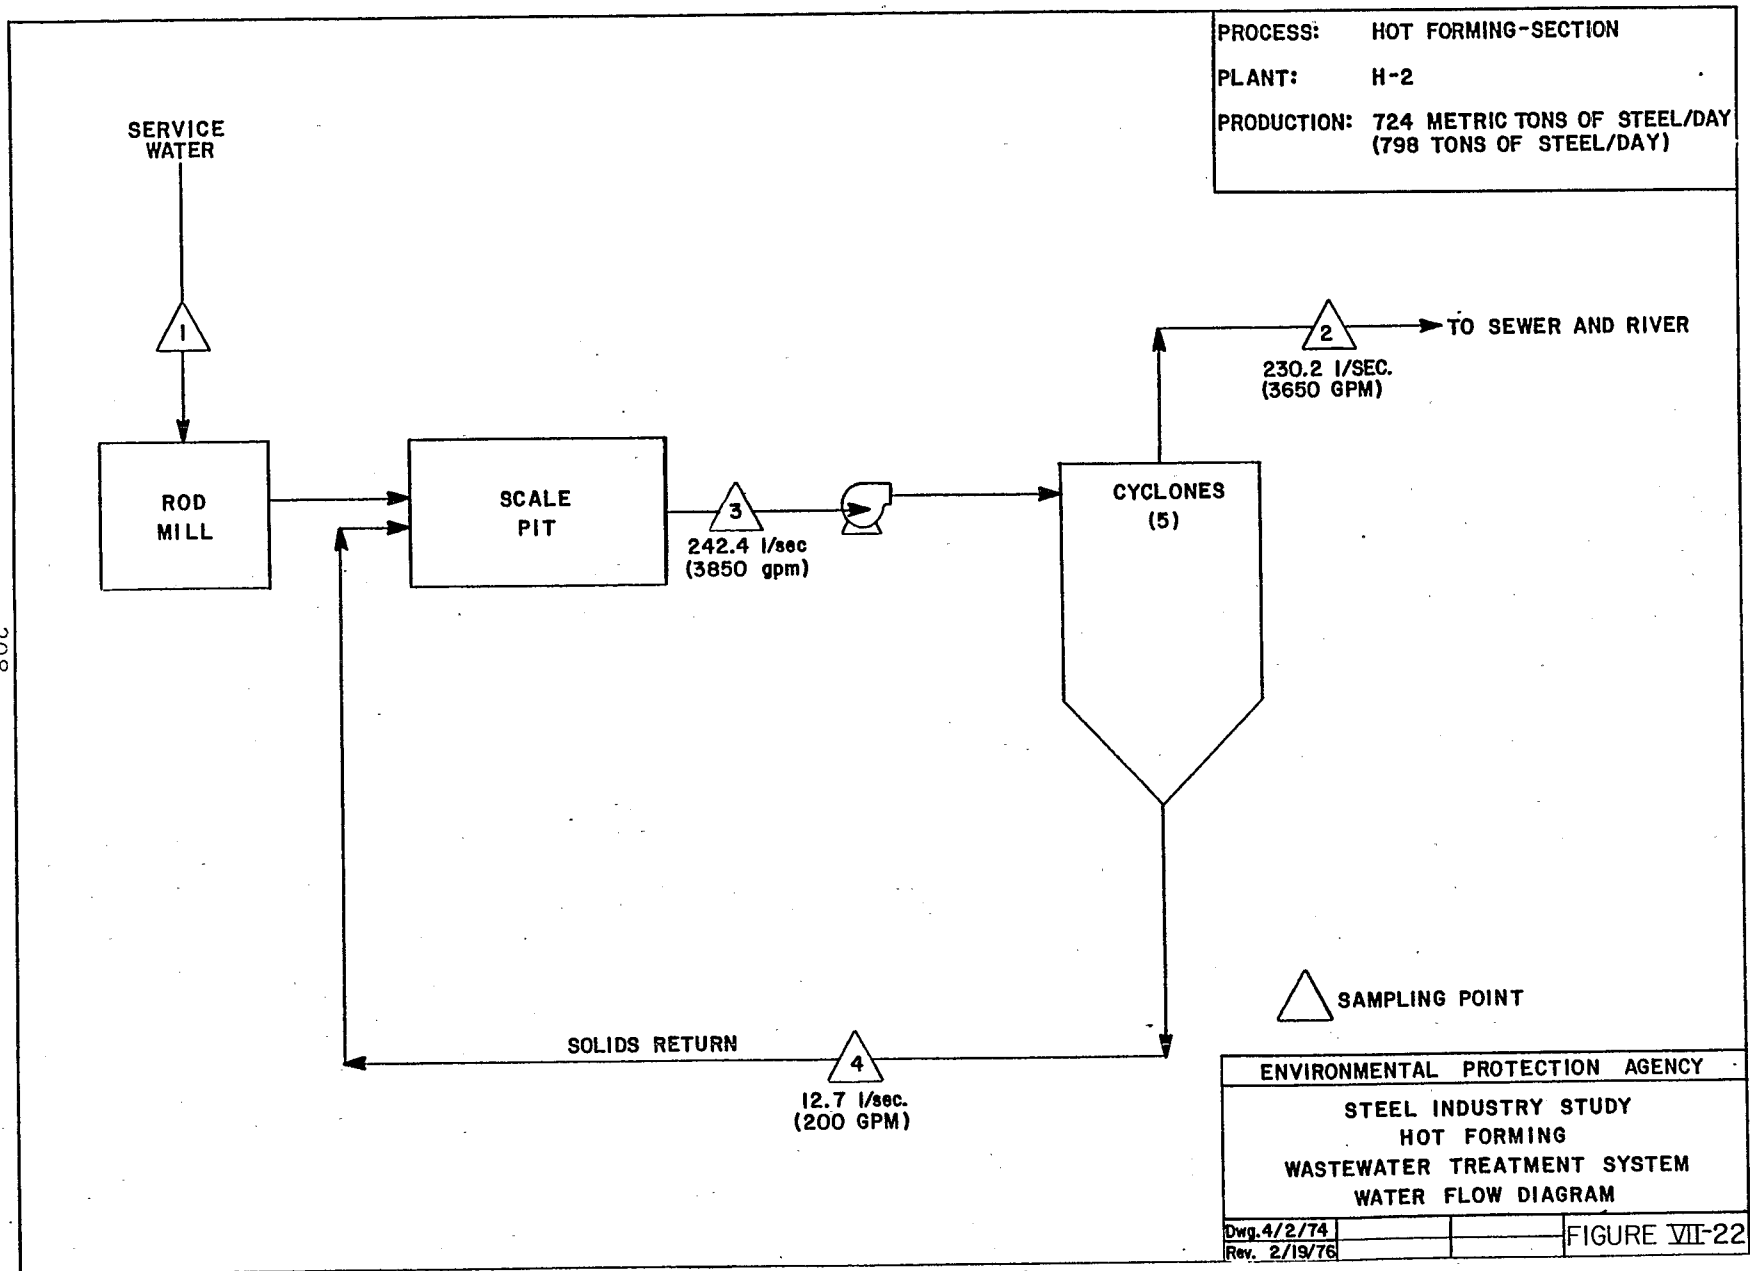 PROCESS: HOT FORMING-SECTION
PLANT: H-2
PRODUCTION: 724 METRIC TONS OF STEEL/DAY
(798 TONS OF STEEL/DAY)
SERVICE
WATER
1
2
TO SEWER AND RIVER
230.2 l/SEC.
(3650 GPM)
ROD
MILL
SCALE
PIT
3
242.4 l/sec
(3850 gpm)
CYCLONES
(5)
SAMPLING POINT
SOLIDS RETURN
4
12.7 l/sec.
(200 GPM)
ENVIRONMENTAL PROTECTION AGENCY
STEEL INDUSTRY STUDY
HOT FORMING
WASTEWATER TREATMENT SYSTEM
WATER FLOW DIAGRAM
Dwg.4/2/74
Rev. 2/19/76
FIGURE VII-22